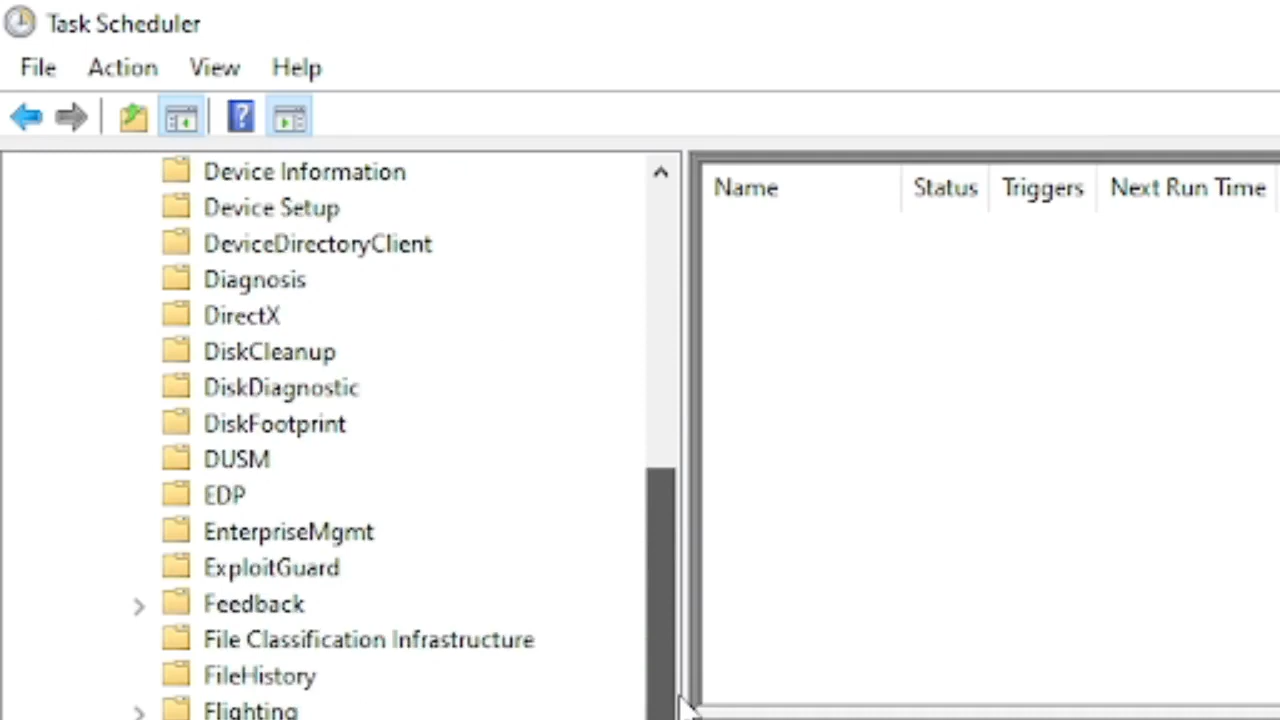 Task Scheduler
File Action View Help
Device Information
Device Setup
DeviceDirectoryClient
Diagnosis
DirectX
DiskCleanup
DiskDiagnostic
DiskFootprint
DUSM
EDP
EnterpriseMgmt
ExploitGuard
Feedback
File Classification Infrastructure
FileHistory
Flighting
Name Status Triggers Next Run Time